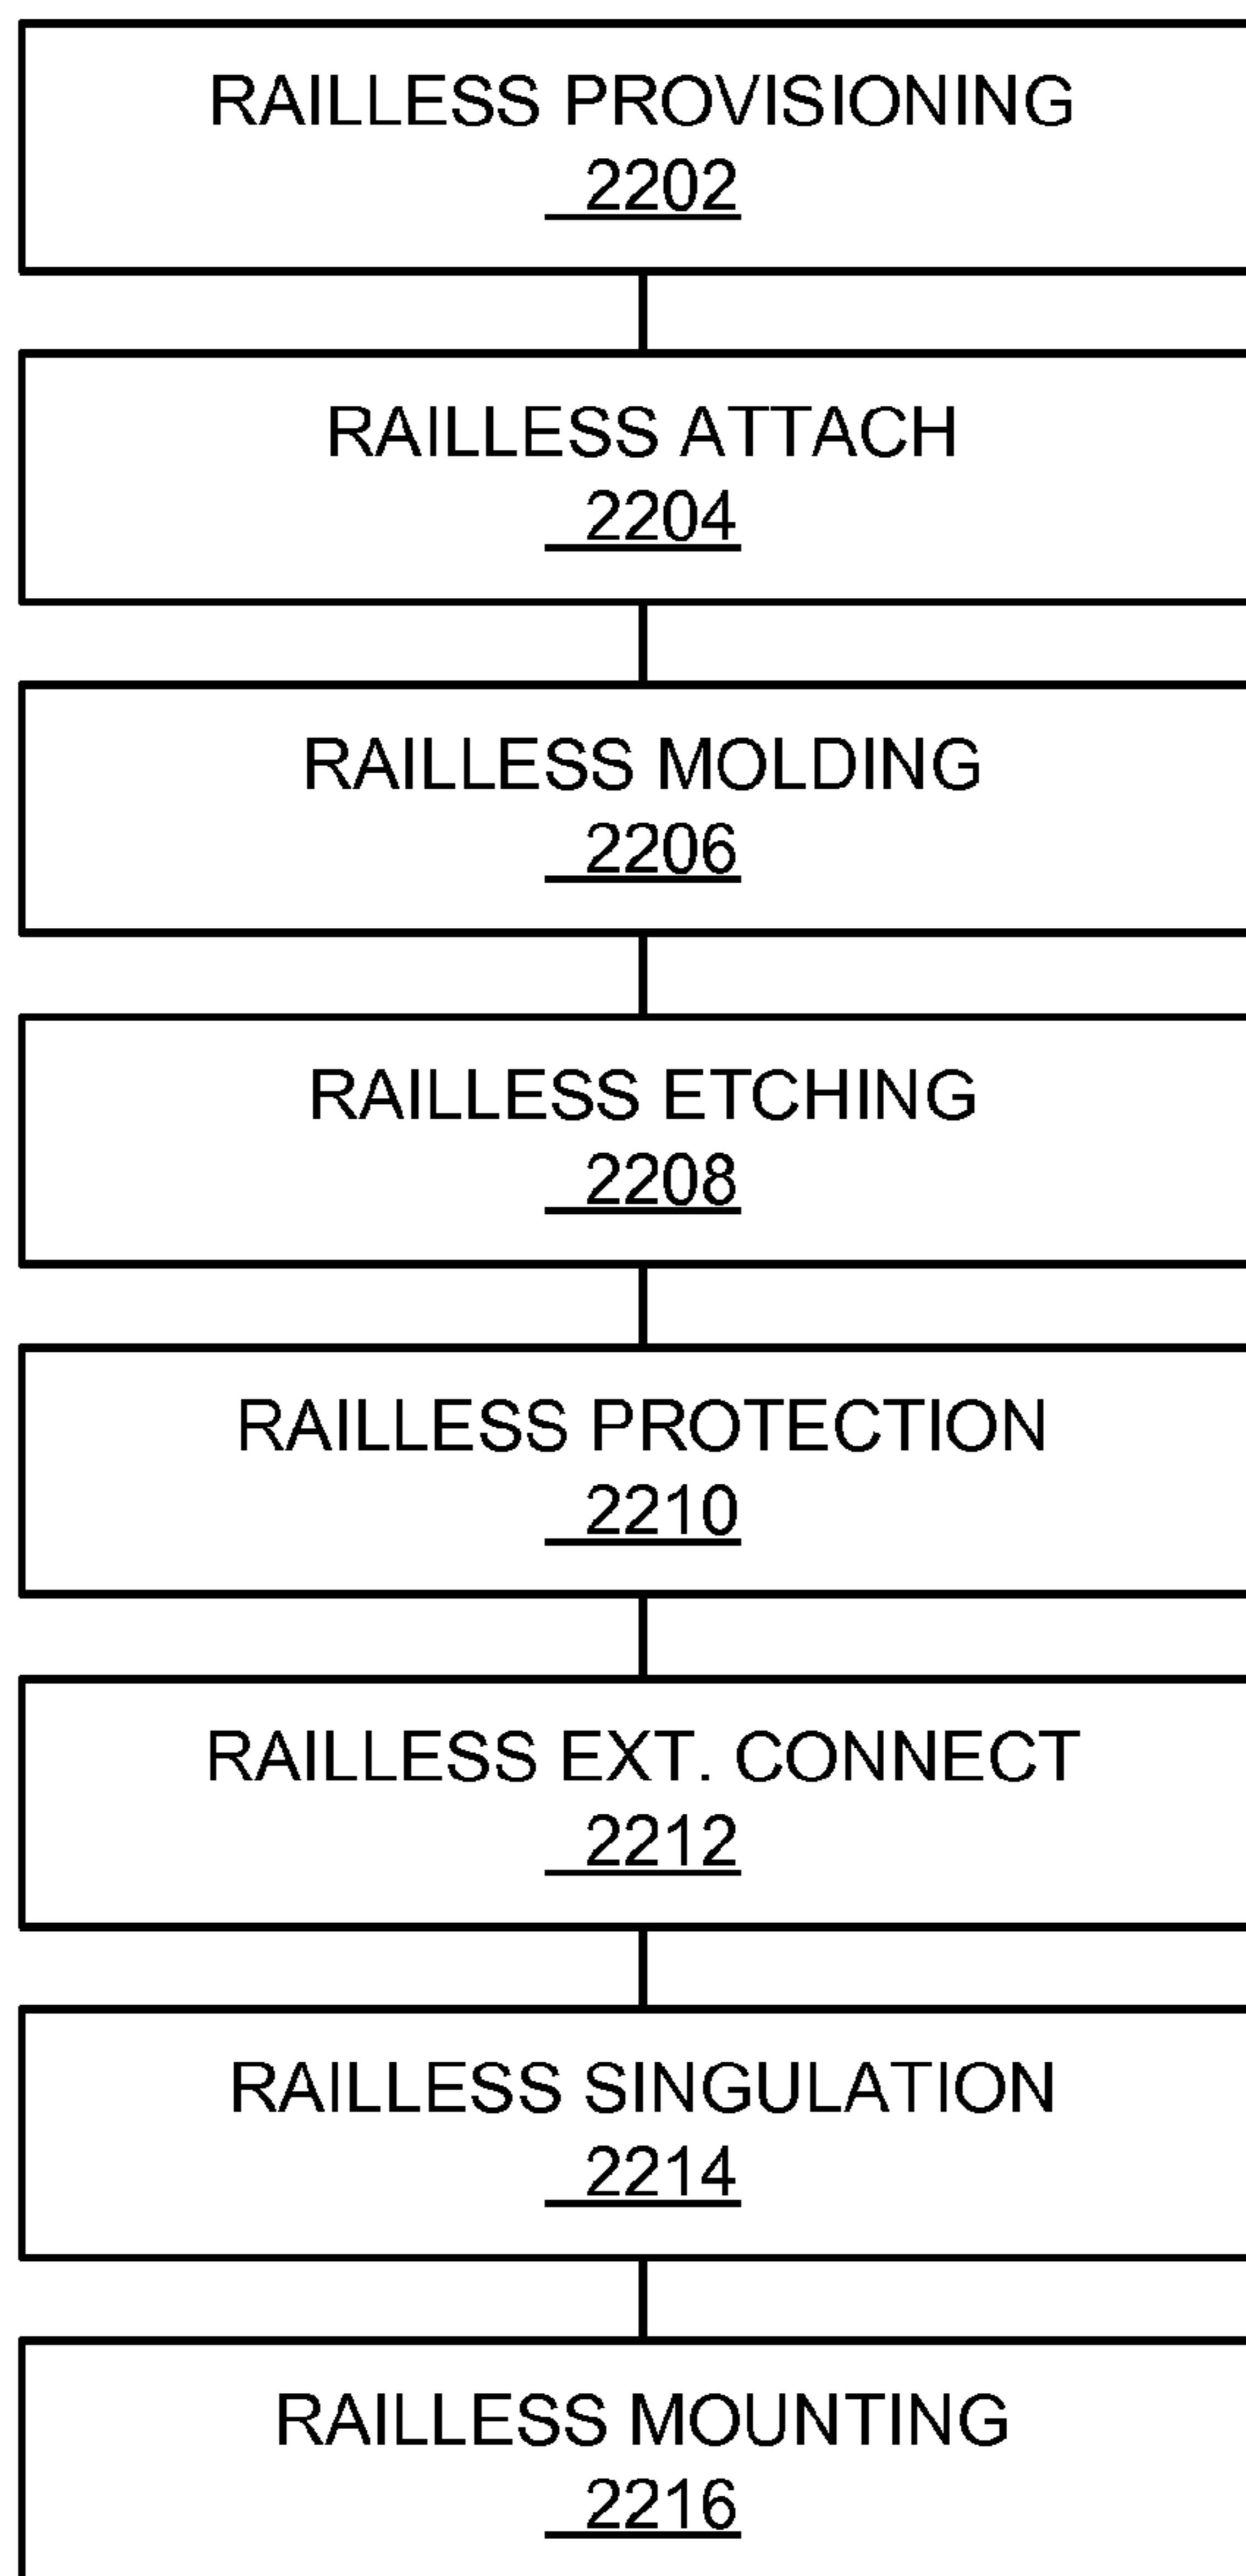 RAILLESS PROVISIONING
2202
RAILLESS ATTACH
2204
RAILLESS MOLDING
2206
RAILLESS ETCHING
2208
RAILLESS PROTECTION
2210
RAILLESS EXT. CONNECT
2212
RAILLESS SINGULATION
2214
RAILLESS MOUNTING
2216